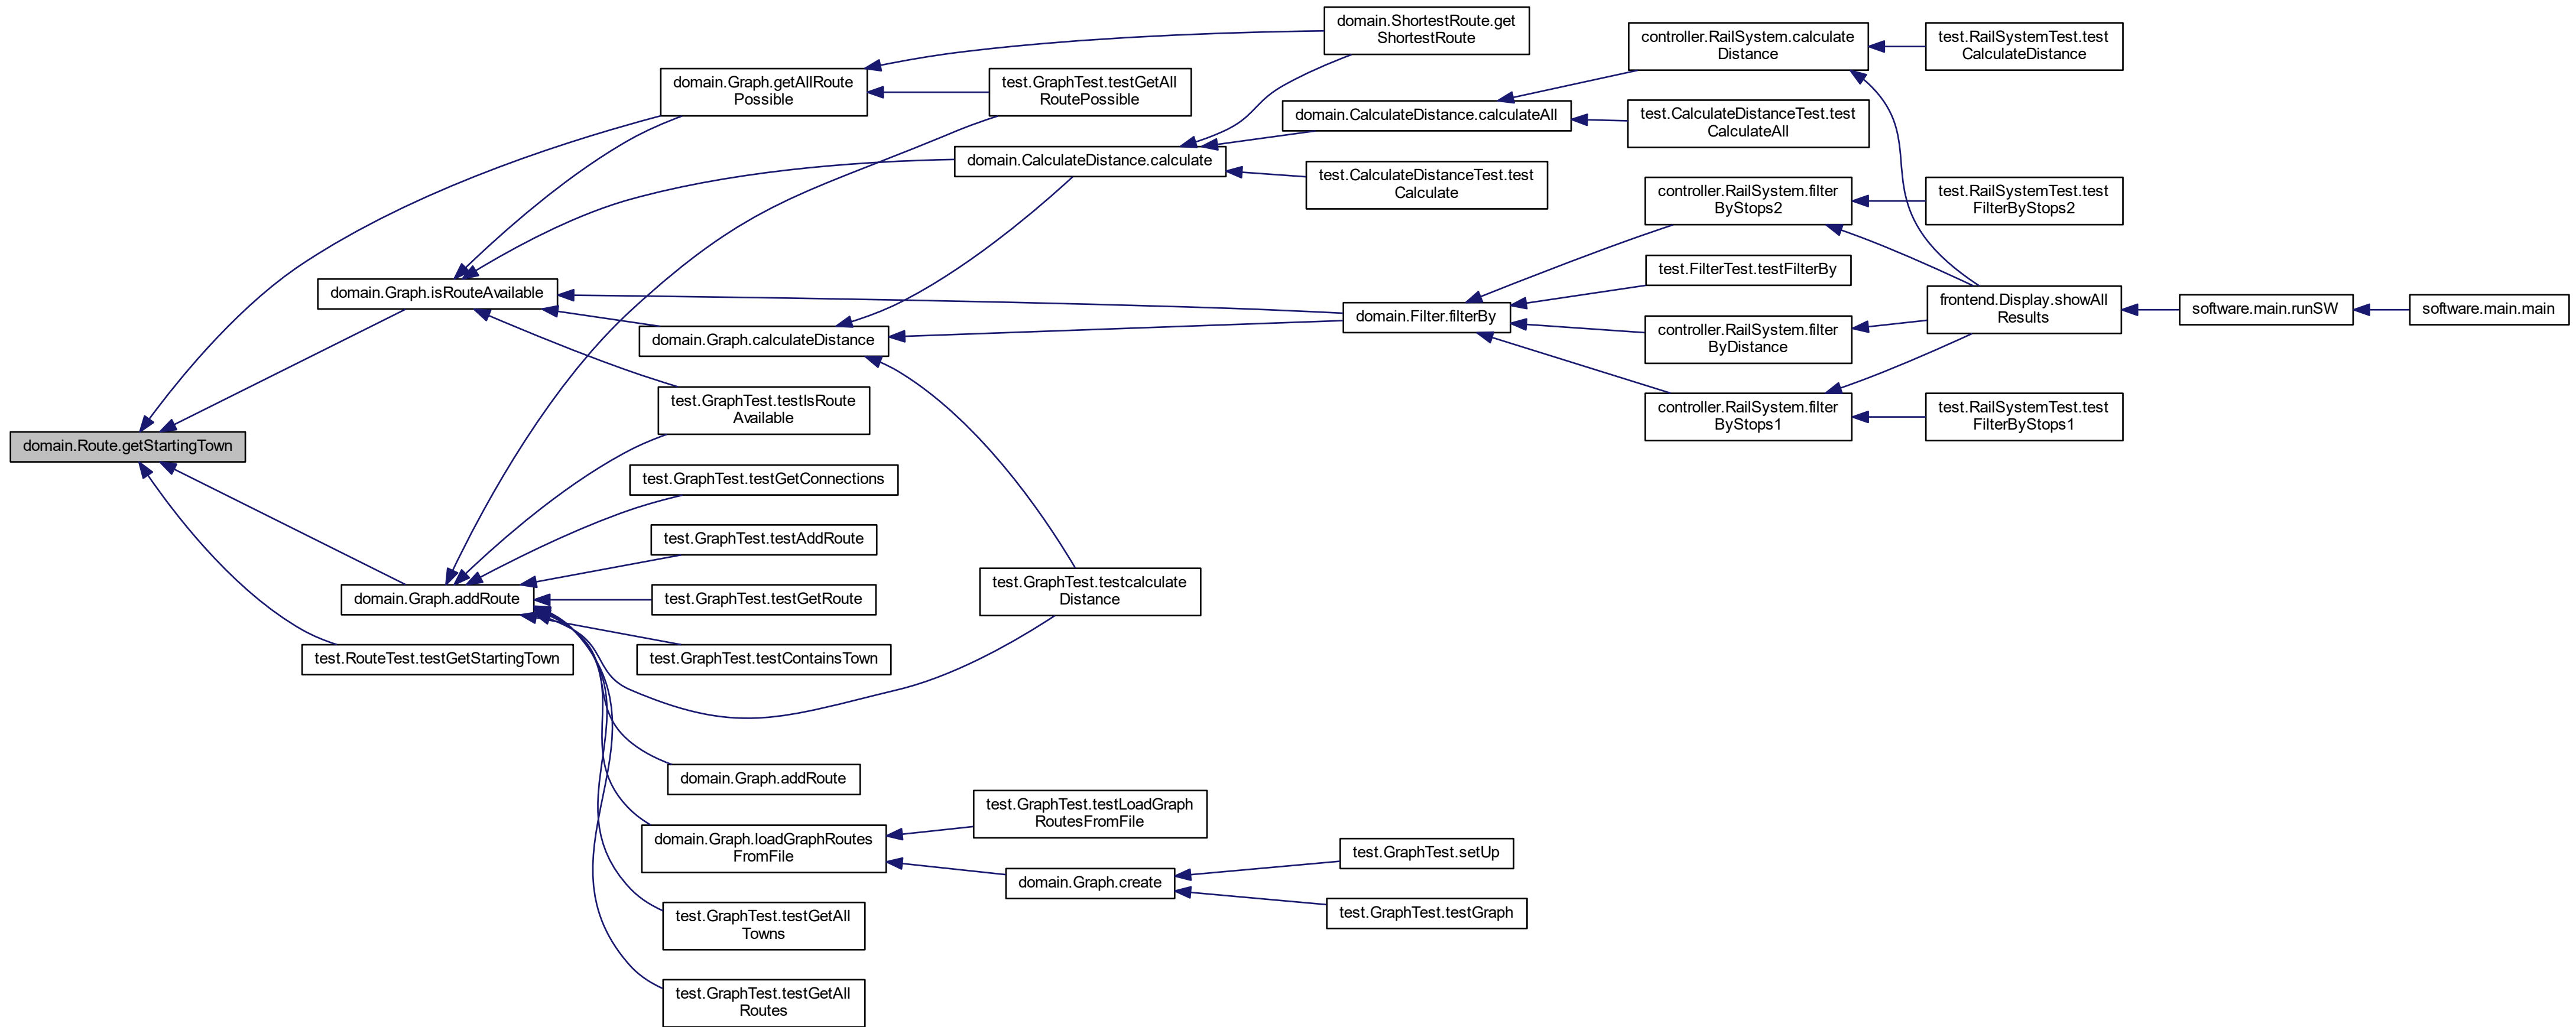 domain.ShortestRoute.get
ShortestRoute
controller.RailSystem.calculate
Distance
test.RailSystemTest.test
CalculateDistance
domain.Graph.getAllRoute
Possible
test.GraphTest.testGetAll
RoutePossible
domain.CalculateDistance.calculateAll
test.CalculateDistanceTest.test
CalculateAll
domain.CalculateDistance.calculate
test.CalculateDistanceTest.test
Calculate
controller.RailSystem.filter
ByStops2
test.RailSystemTest.test
FilterByStops2
test.FilterTest.testFilterBy
domain.Graph.isRouteAvailable
domain.Filter.filterBy
frontend.Display.showAll
Results
software.main.runSW
software.main.main
domain.Graph.calculateDistance
controller.RailSystem.filter
ByDistance
test.GraphTest.testIsRoute
Available
controller.RailSystem.filter
ByStops1
test.RailSystemTest.test
FilterByStops1
domain.Route.getStartingTown
test.GraphTest.testGetConnections
test.GraphTest.testAddRoute
domain.Graph.addRoute
test.GraphTest.testGetRoute
test.GraphTest.testcalculate
Distance
test.RouteTest.testGetStartingTown
test.GraphTest.testContainsTown
domain.Graph.addRoute
test.GraphTest.testLoadGraph
RoutesFromFile
domain.Graph.loadGraphRoutes
FromFile
test.GraphTest.setUp
domain.Graph.create
test.GraphTest.testGraph
test.GraphTest.testGetAll
Towns
test.GraphTest.testGetAll
Routes